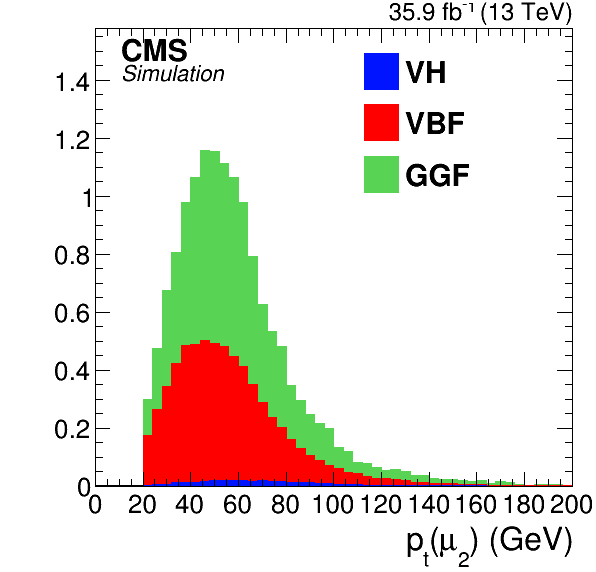 35.9 fb⁻¹ (13 TeV)
CMS
Simulation
VH
VBF
GGF
1.4
1.2
1
0.8
0.6
0.4
0.2
0
0 20 40 60 80 100 120 140 160 180 200
pₜ(μ₂) (GeV)